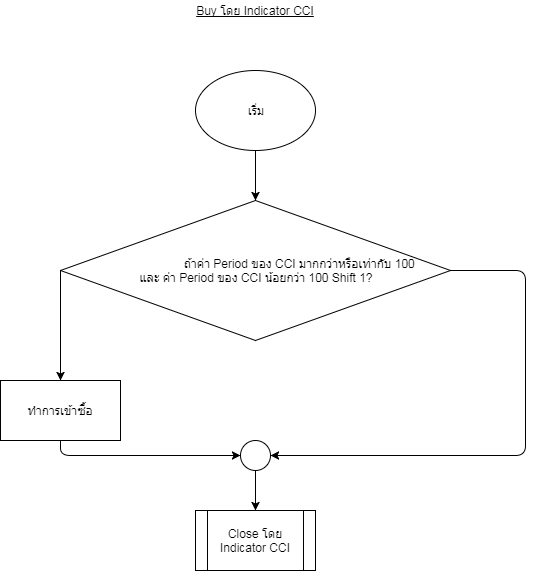 Buy โดย Indicator CCI
เริ่ม
ถ้าค่า Period ของ CCI มากกว่าหรือเท่ากับ 100
และ ค่า Period ของ CCI น้อยกว่า 100 Shift 1?
ทำการเข้าซื้อ
Close โดย
Indicator CCI